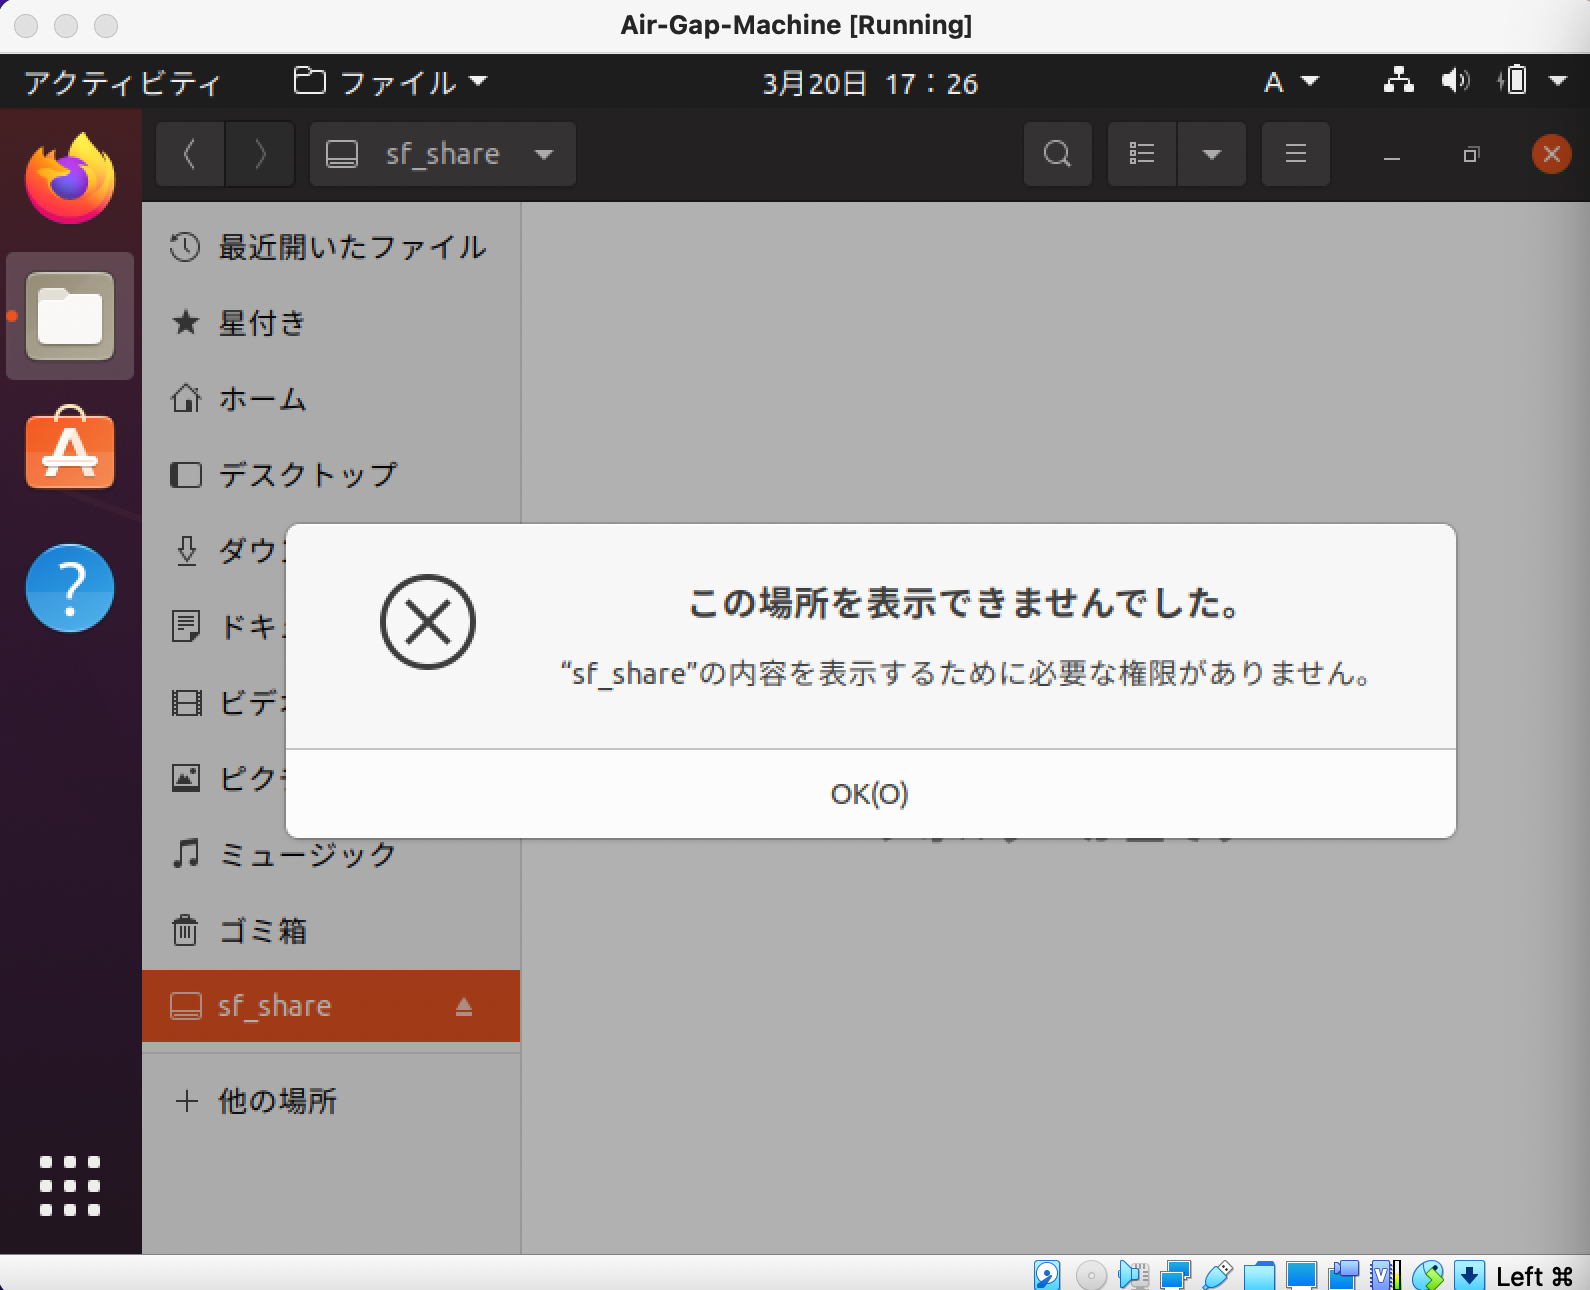 Air-Gap-Machine [Running]
アクティビティ ファイル 3月20日 17：26 A
sf_share
最近開いたファイル
星付き
ホーム
デスクトップ
ダウ
ドキ
ビデ
ピク
ミュージック
ゴミ箱
sf_share
他の場所
この場所を表示できませんでした。
“sf_share”の内容を表示するために必要な権限がありません。
OK(O)
Left ⌘